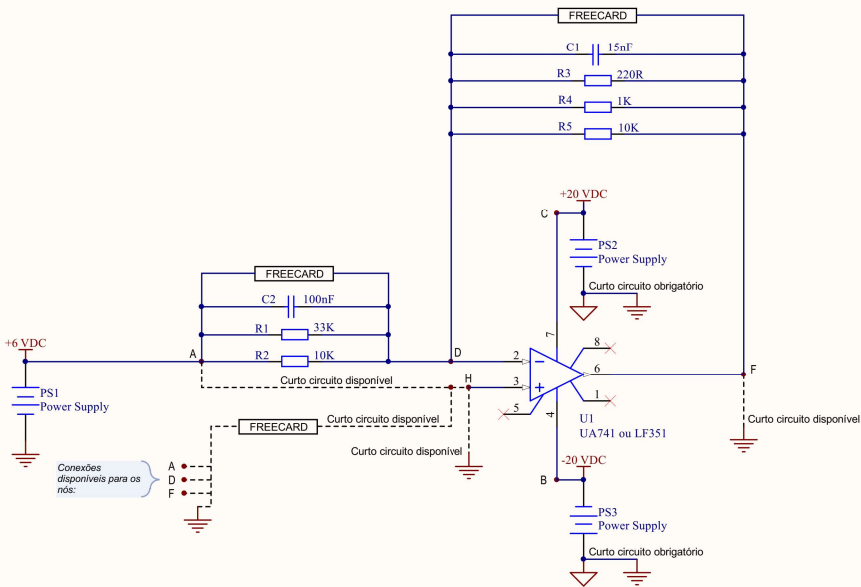 FREECARD
C1 15nF
R3 220R
R4 1K
R5 10K
+20 VDC
C
PS2
Power Supply
Curto circuito obrigatório
FREECARD
C2 100nF
R1 33K
R2 10K
+6 VDC
A
D
PS1
Power Supply
Curto circuito disponível
H
7
2
3
8
6
F
5
4
1
U1
UA741 ou LF351
Curto circuito disponível
FREECARD
Curto circuito disponível
Curto circuito disponível
Conexões
disponíveis para os
nós:
A
D
F
-20 VDC
B
PS3
Power Supply
Curto circuito obrigatório